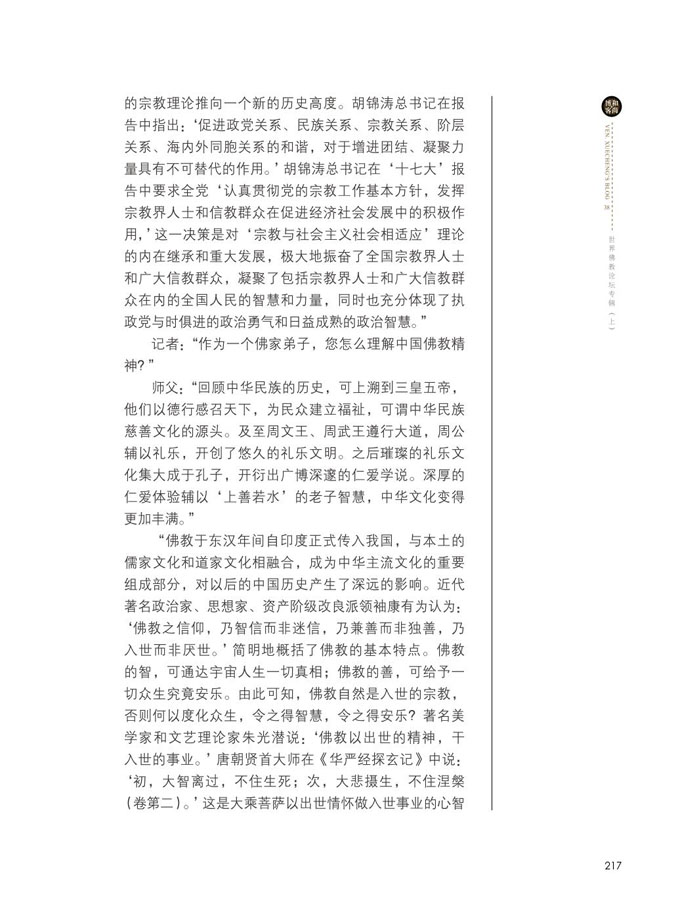 的宗教理论推向一个新的历史高度。胡锦涛总书记在报
告中指出：‘促进政党关系、民族关系、宗教关系、阶层
关系、海内外同胞关系的和谐，对于增进团结、凝聚力
量具有不可替代的作用。’胡锦涛总书记在‘十七大’报
告中要求全党‘认真贯彻党的宗教工作基本方针，发挥
宗教界人士和信教群众在促进经济社会发展中的积极作
用，’这一决策是对‘宗教与社会主义社会相适应’理论
的内在继承和重大发展，极大地振奋了全国宗教界人士
和广大信教群众，凝聚了包括宗教界人士和广大信教群
众在内的全国人民的智慧和力量，同时也充分体现了执
政党与时俱进的政治勇气和日益成熟的政治智慧。”
记者：“作为一个佛家弟子，您怎么理解中国佛教精
神？”
师父：“回顾中华民族的历史，可上溯到三皇五帝，
他们以德行感召天下，为民众建立福祉，可谓中华民族
慈善文化的源头。及至周文王、周武王遵行大道，周公
辅以礼乐，开创了悠久的礼乐文明。之后璀璨的礼乐文
化集大成于孔子，开衍出广博深邃的仁爱学说。深厚的
仁爱体验辅以‘上善若水’的老子智慧，中华文化变得
更加丰满。”
“佛教于东汉年间自印度正式传入我国，与本土的
儒家文化和道家文化相融合，成为中华主流文化的重要
组成部分，对以后的中国历史产生了深远的影响。近代
著名政治家、思想家、资产阶级改良派领袖康有为认为：
‘佛教之信仰，乃智信而非迷信，乃兼善而非独善，乃
入世而非厌世。’简明地概括了佛教的基本特点。佛教
的智，可通达宇宙人生一切真相；佛教的善，可给予一
切众生究竟安乐。由此可知，佛教自然是入世的宗教，
否则何以度化众生，令之得智慧，令之得安乐？著名美
学家和文艺理论家朱光潜说：‘佛教以出世的精神，干
入世的事业。’唐朝贤首大师在《华严经探玄记》中说：
‘初，大智离过，不住生死；次，大悲摄生，不住涅槃
（卷第二）。’这是大乘菩萨以出世情怀做入世事业的心智
VEN XUECHENG'S BLOG
世界佛教论坛专辑（上）
217